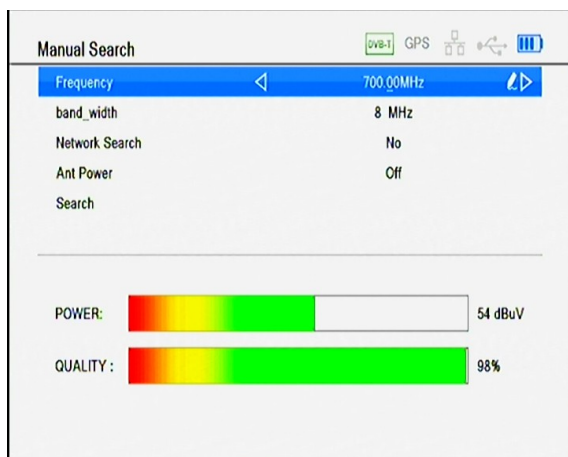 Manual Search DVB-T GPS
Frequency 700.00MHz
band_width 8 MHz
Network Search No
Ant Power Off
Search
POWER: 54 dBuV
QUALITY : 98%